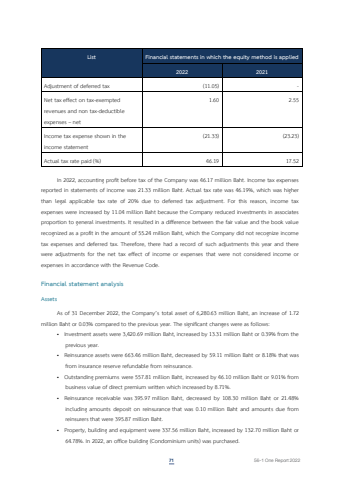 List Financial statements in which the equity method is applied
2022 2021
Adjustment of deferred tax (11.05) -
Net tax effect on tax-exempted 1.60 2.55
revenues and non tax-deductible
expenses – net
Income tax expense shown in the (21.33) (23.23)
income statement
Actual tax rate paid (%) 46.19 17.52
In 2022, accounting profit before tax of the Company was 46.17 million Baht. Income tax expenses
reported in statements of income was 21.33 million Baht. Actual tax rate was 46.19%, which was higher
than legal applicable tax rate of 20% due to deferred tax adjustment. For this reason, income tax
expenses were increased by 11.04 million Baht because the Company reduced investments in associates
proportion to general investments. It resulted in a difference between the fair value and the book value
recognized as a profit in the amount of 55.24 million Baht, which the Company did not recognize income
tax expenses and deferred tax. Therefore, there had a record of such adjustments this year and there
were adjustments for the net tax effect of income or expenses that were not considered income or
expenses in accordance with the Revenue Code.
Financial statement analysis
Assets
As of 31 December 2022, the Company's total asset of 6,280.63 million Baht, an increase of 1.72
million Baht or 0.03% compared to the previous year. The significant changes were as follows:
• Investment assets were 3,420.69 million Baht, increased by 13.31 million Baht or 0.39% from the
previous year.
• Reinsurance assets were 663.46 million Baht, decreased by 59.11 million Baht or 8.18% that was
from insurance reserve refundable from reinsurance.
• Outstanding premiums were 557.81 million Baht, increased by 46.10 million Baht or 9.01% from
business value of direct premium written which increased by 8.71%.
• Reinsurance receivable was 395.97 million Baht, decreased by 108.30 million Baht or 21.48%
including amounts deposit on reinsurance that was 0.10 million Baht and amounts due from
reinsurers that were 395.87 million Baht.
• Property, building and equipment were 337.56 million Baht, increased by 132.70 million Baht or
64.78%. In 2022, an office building (Condominium units) was purchased.
71 56-1 One-Report 2022